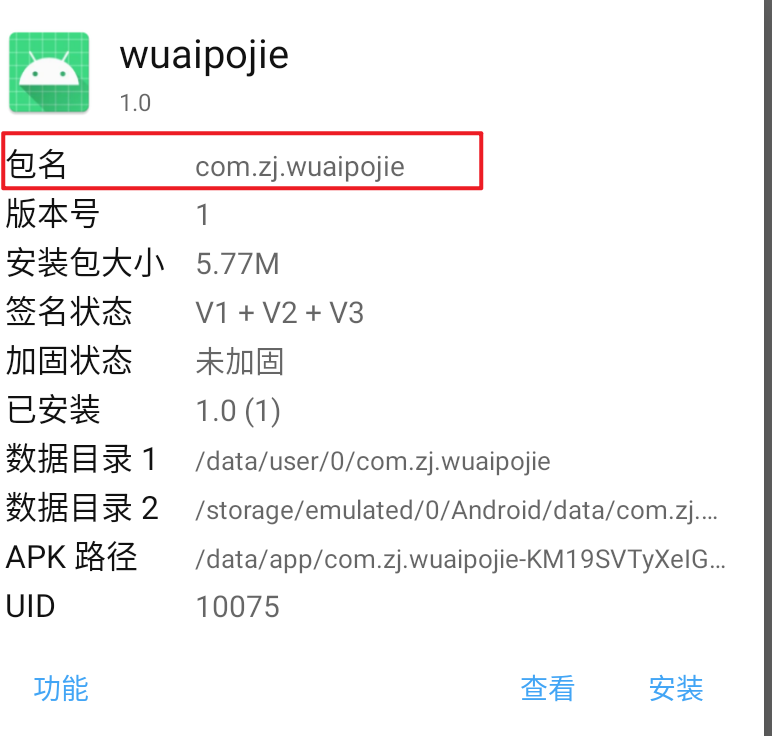 wuaipojie
1.0
包名 com.zj.wuaipojie
版本号 1
安装包大小 5.77M
签名状态 V1 + V2 + V3
加固状态 未加固
已安装 1.0 (1)
数据目录 1 /data/user/0/com.zj.wuaipojie
数据目录 2 /storage/emulated/0/Android/data/com.zj.…
APK 路径 /data/app/com.zj.wuaipojie-KM19SVTyXeIG…
UID 10075
功能 查看 安装